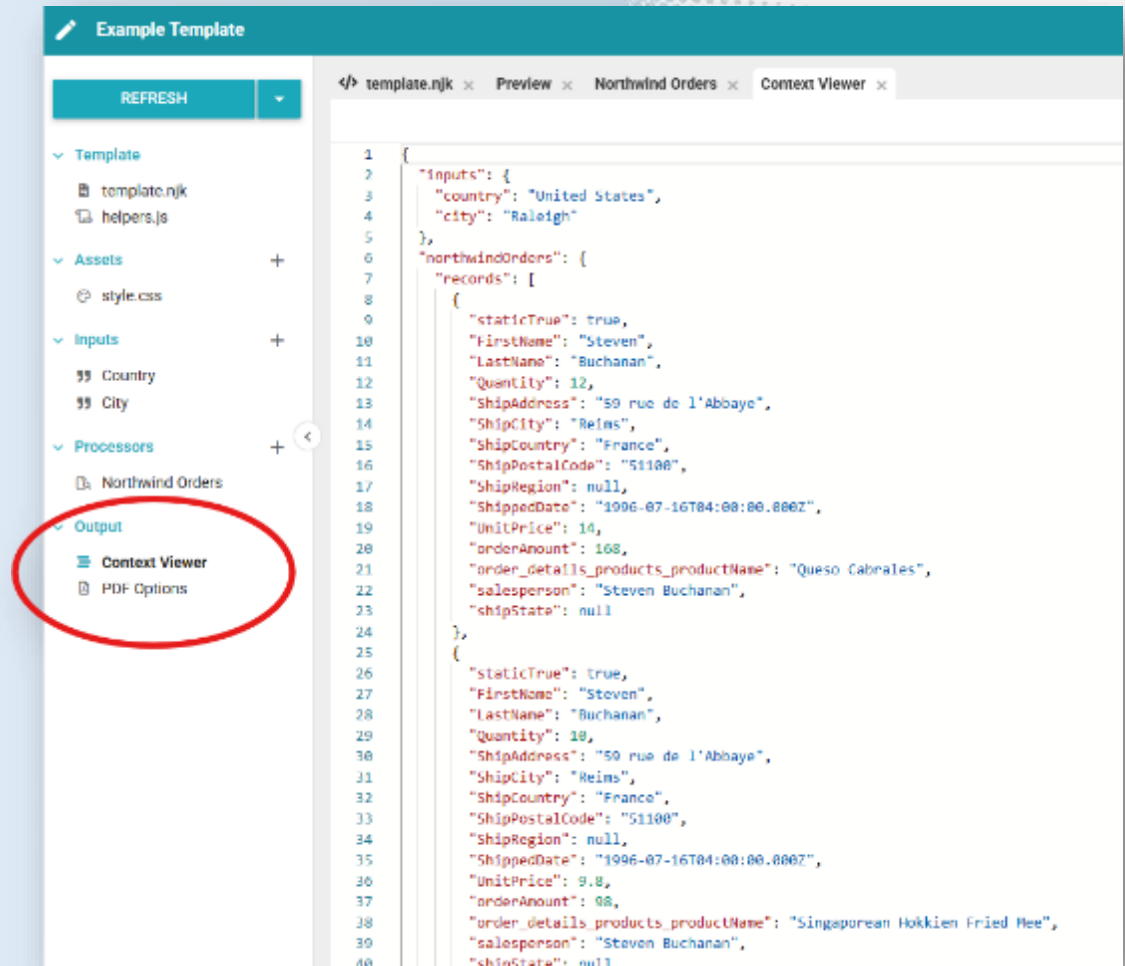 Example Template
REFRESH
Template
template.njk
helpers.js
Assets +
style.css
Inputs +
Country
City
Processors +
Northwind Orders
Output
Context Viewer
PDF Options
</> template.njk × Preview × Northwind Orders × Context Viewer ×
1 {
2 "inputs": {
3 "country": "United States",
4 "city": "Raleigh"
5 },
6 "northwindOrders": {
7 "records": [
8 {
9 "staticTrue": true,
10 "FirstName": "Steven",
11 "LastName": "Buchanan",
12 "Quantity": 12,
13 "ShipAddress": "59 rue de l'Abbaye",
14 "ShipCity": "Reims",
15 "ShipCountry": "France",
16 "ShipPostalCode": "51100",
17 "ShipRegion": null,
18 "ShippedDate": "1996-07-16T04:00:00.000Z",
19 "UnitPrice": 14,
20 "orderAmount": 168,
21 "order_details_products_productName": "Queso Cabrales",
22 "salesperson": "Steven Buchanan",
23 "shipState": null
24 },
25 {
26 "staticTrue": true,
27 "FirstName": "Steven",
28 "LastName": "Buchanan",
29 "Quantity": 10,
30 "ShipAddress": "59 rue de l'Abbaye",
31 "ShipCity": "Reims",
32 "ShipCountry": "France",
33 "ShipPostalCode": "51100",
34 "ShipRegion": null,
35 "ShippedDate": "1996-07-16T04:00:00.000Z",
36 "UnitPrice": 9.8,
37 "orderAmount": 98,
38 "order_details_products_productName": "Singaporean Hokkien Fried Mee",
39 "salesperson": "Steven Buchanan",
40 "shipState": null